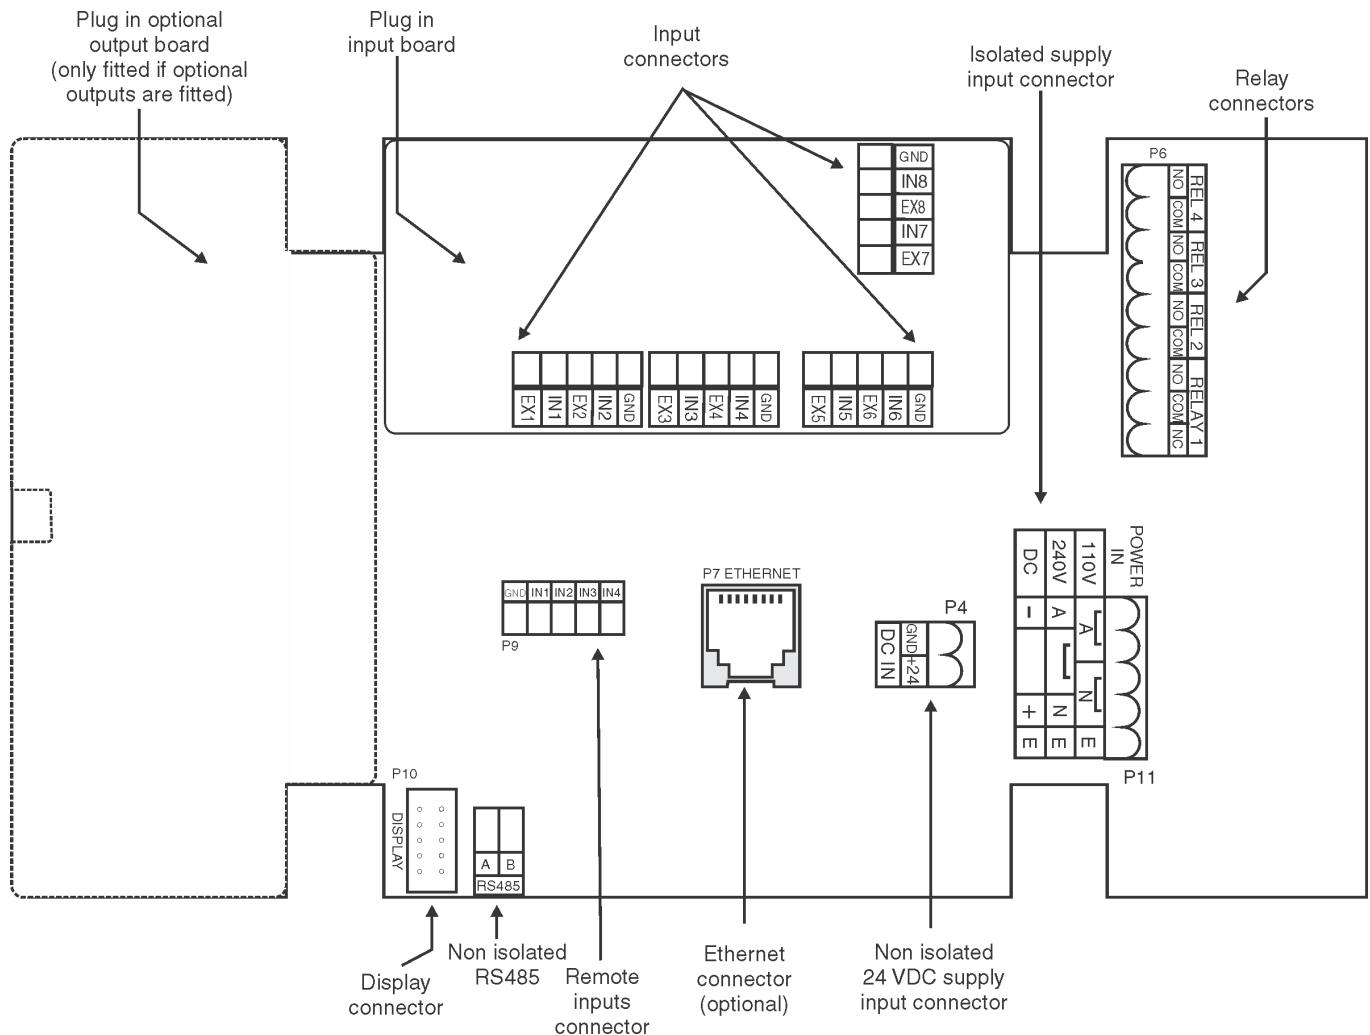 Plug in optional
output board
(only fitted if optional
outputs are fitted)
Plug in
input board
Input
connectors
Isolated supply
input connector
Relay
connectors
GND
IN8
EX8
IN7
EX7
P6
NO COM NO COM NO COM NO COM NC
REL 4 REL 3 REL 2 RELAY 1
EX1 IN1 EX2 IN2 GND
EX3 IN3 EX4 IN4 GND
EX5 IN5 EX6 IN6 GND
POWER
IN
110V A N E
240V A N E
DC - + E
P11
GND IN1 IN2 IN3 IN4
P9
P7 ETHERNET
P4
GND +24
DC IN
P10
DISPLAY
A B
RS485
Display
connector
Non isolated
RS485
Remote
inputs
connector
Ethernet
connector
(optional)
Non isolated
24 VDC supply
input connector